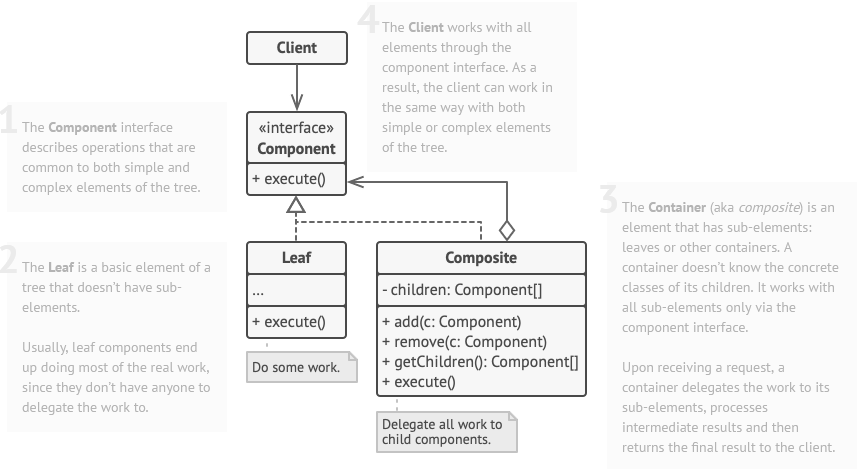 Client
4
The Client works with all
elements through the
component interface. As a
result, the client can work in
the same way with both
simple or complex elements
of the tree.
1
The Component interface
describes operations that are
common to both simple and
complex elements of the tree.
«interface»
Component
+ execute()
3
The Container (aka composite) is an
element that has sub-elements:
leaves or other containers. A
container doesn't know the concrete
classes of its children. It works with
all sub-elements only via the
component interface.
Upon receiving a request, a
container delegates the work to its
sub-elements, processes
intermediate results and then
returns the final result to the client.
2
The Leaf is a basic element of a
tree that doesn't have sub-
elements.
Usually, leaf components end
up doing most of the real work,
since they don't have anyone to
delegate the work to.
Leaf
...
+ execute()
Do some work.
Composite
- children: Component[]
+ add(c: Component)
+ remove(c: Component)
+ getChildren(): Component[]
+ execute()
Delegate all work to
child components.